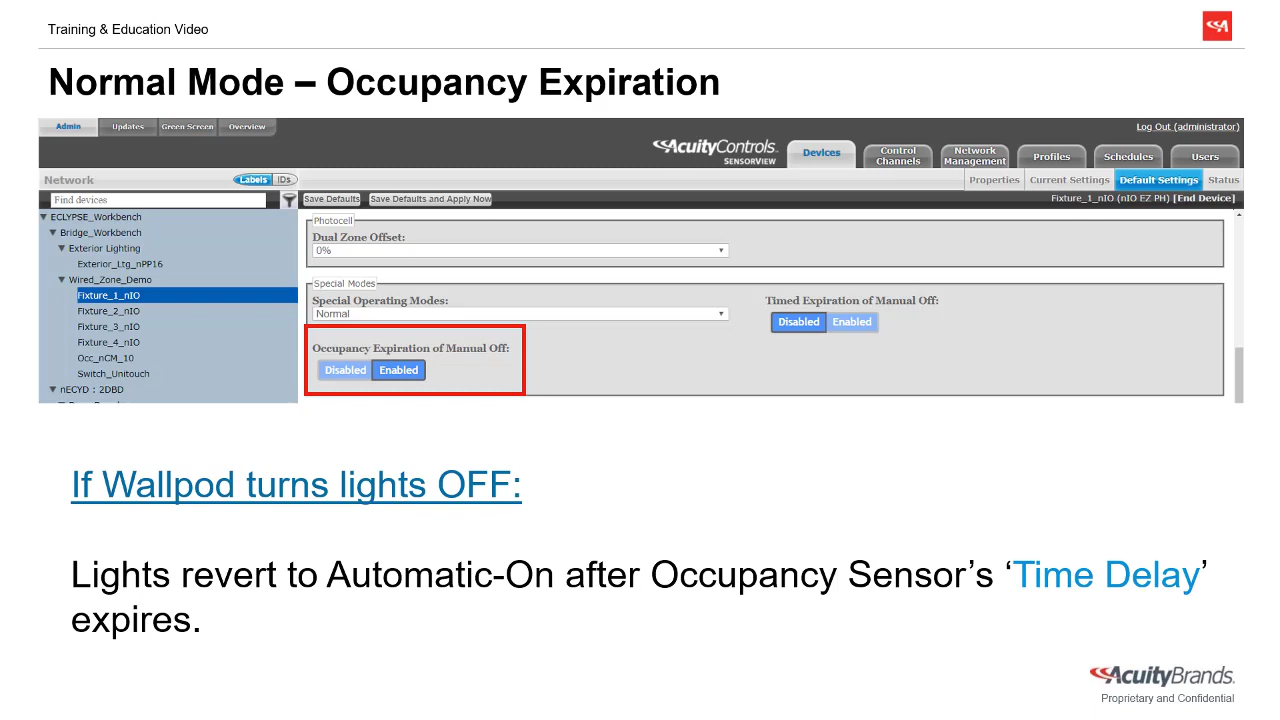 Training & Education Video
Normal Mode – Occupancy Expiration
Admin Updates Green Screen Overview
Log Out (administrator)
AcuityControls
SENSORVIEW
Devices Control Channels Network Management Profiles Schedules Users
Network Labels IDs
Properties Current Settings Default Settings Status
Find devices
Save Defaults Save Defaults and Apply Now
Fixture_1_nIO (nIO EZ PH) [End Device]
ECLYPSE_Workbench
Bridge_Workbench
Exterior Lighting
Exterior_Ltg_nPP16
Wired_Zone_Demo
Fixture_1_nIO
Fixture_2_nIO
Fixture_3_nIO
Fixture_4_nIO
Occ_nCM_10
Switch_Unitouch
nECYD : 2DBD
Photocell
Dual Zone Offset:
0%
Special Modes
Special Operating Modes:
Normal
Timed Expiration of Manual Off:
Disabled Enabled
Occupancy Expiration of Manual Off:
Disabled Enabled
If Wallpod turns lights OFF:
Lights revert to Automatic-On after Occupancy Sensor’s ‘Time Delay’
expires.
AcuityBrands.
Proprietary and Confidential